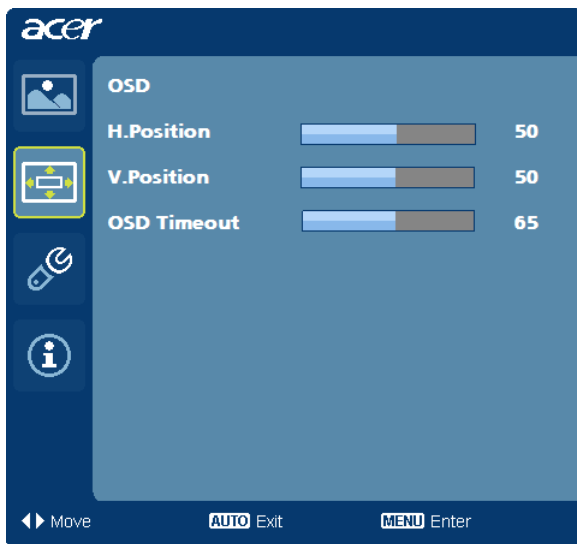 acer
OSD
H.Position 50
V.Position 50
OSD Timeout 65
Move AUTO Exit MENU Enter